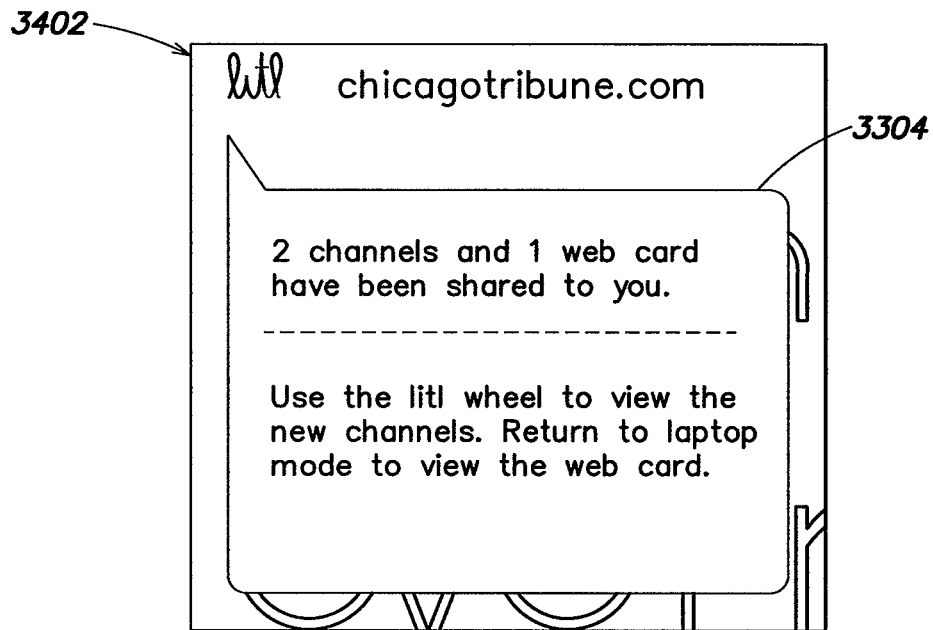 3402
litl chicagotribune.com
3304
2 channels and 1 web card
have been shared to you.
Use the litl wheel to view the
new channels. Return to laptop
mode to view the web card.